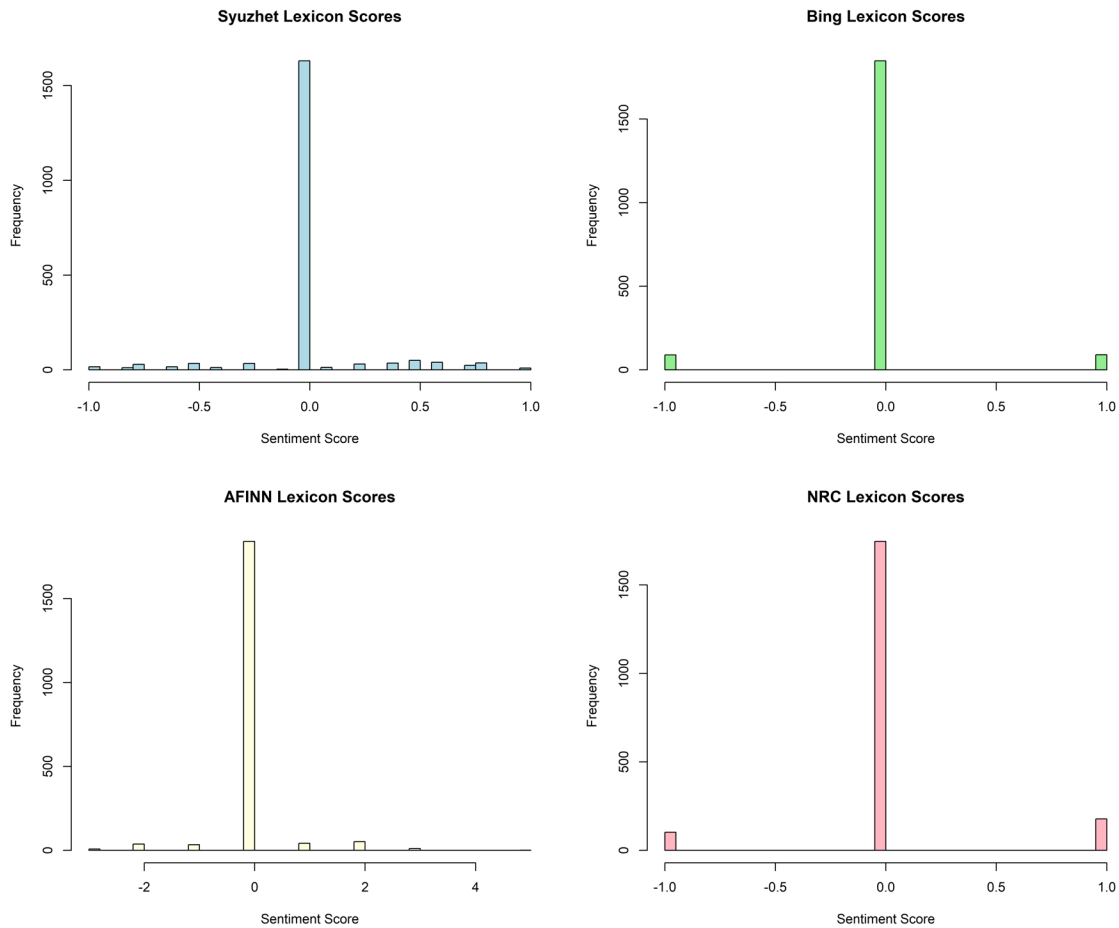 Syuzhet Lexicon Scores
Frequency
0
500
1000
1500
-1.0 -0.5 0.0 0.5 1.0
Sentiment Score
Bing Lexicon Scores
Frequency
0
500
1000
1500
-1.0 -0.5 0.0 0.5 1.0
Sentiment Score
AFINN Lexicon Scores
Frequency
0
500
1000
1500
-2 0 2 4
Sentiment Score
NRC Lexicon Scores
Frequency
0
500
1000
1500
-1.0 -0.5 0.0 0.5 1.0
Sentiment Score